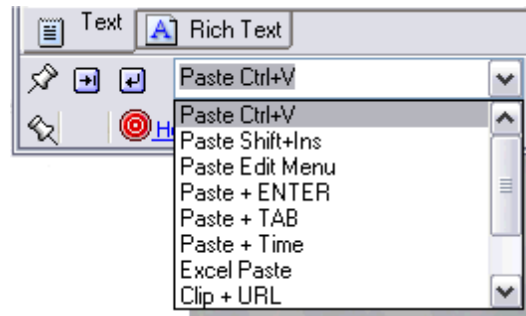 Text
Rich Text
Paste Ctrl+V
Paste Ctrl+V
Paste Shift+Ins
Paste Edit Menu
Paste + ENTER
Paste + TAB
Paste + Time
Excel Paste
Clip + URL